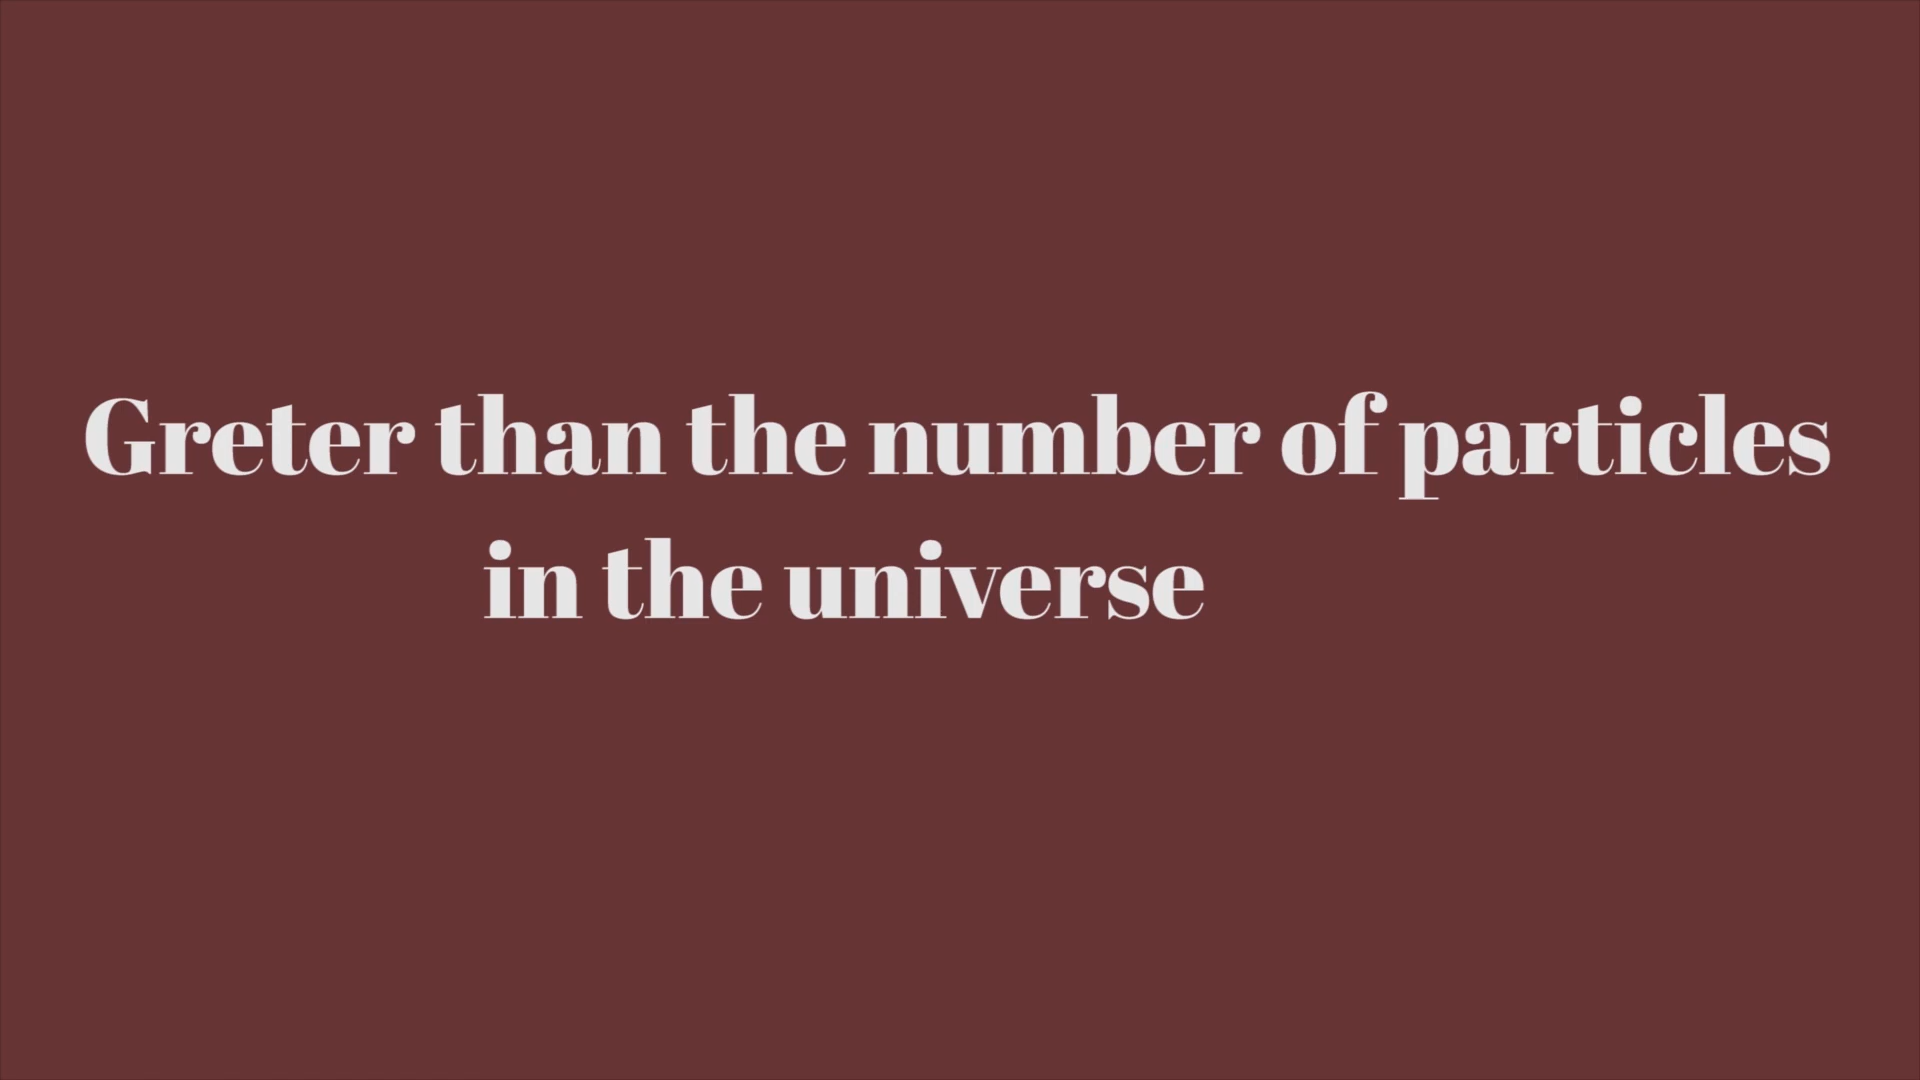 Greter than the number of particles
in the universe